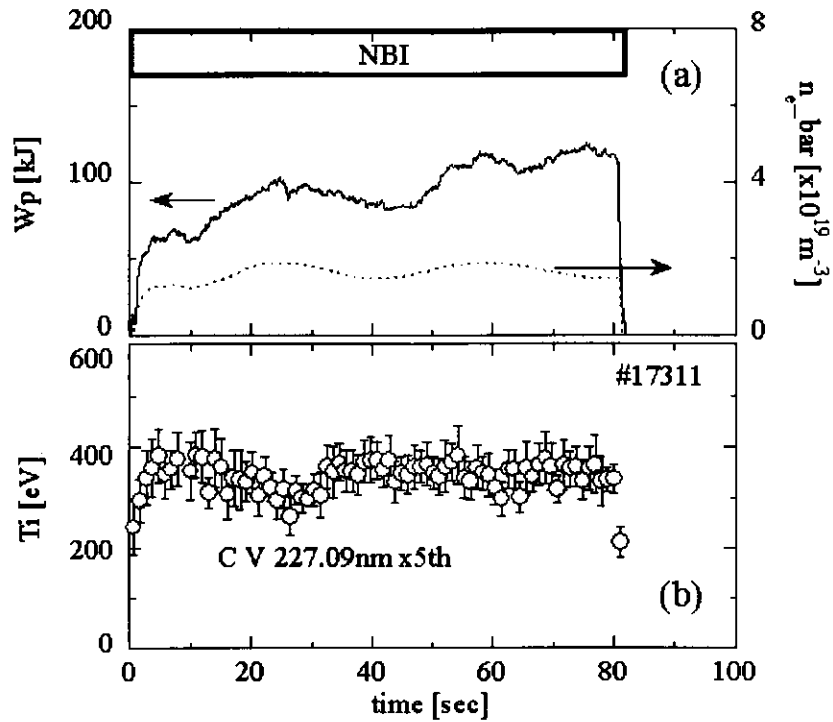 200
NBI
(a)
8
100
4
0
0
Wp [kJ]
n_e_bar [x10^19 m^-3]
600
#17311
400
200
C V 227.09nm x5th
(b)
0
Ti [eV]
0 20 40 60 80 100
time [sec]